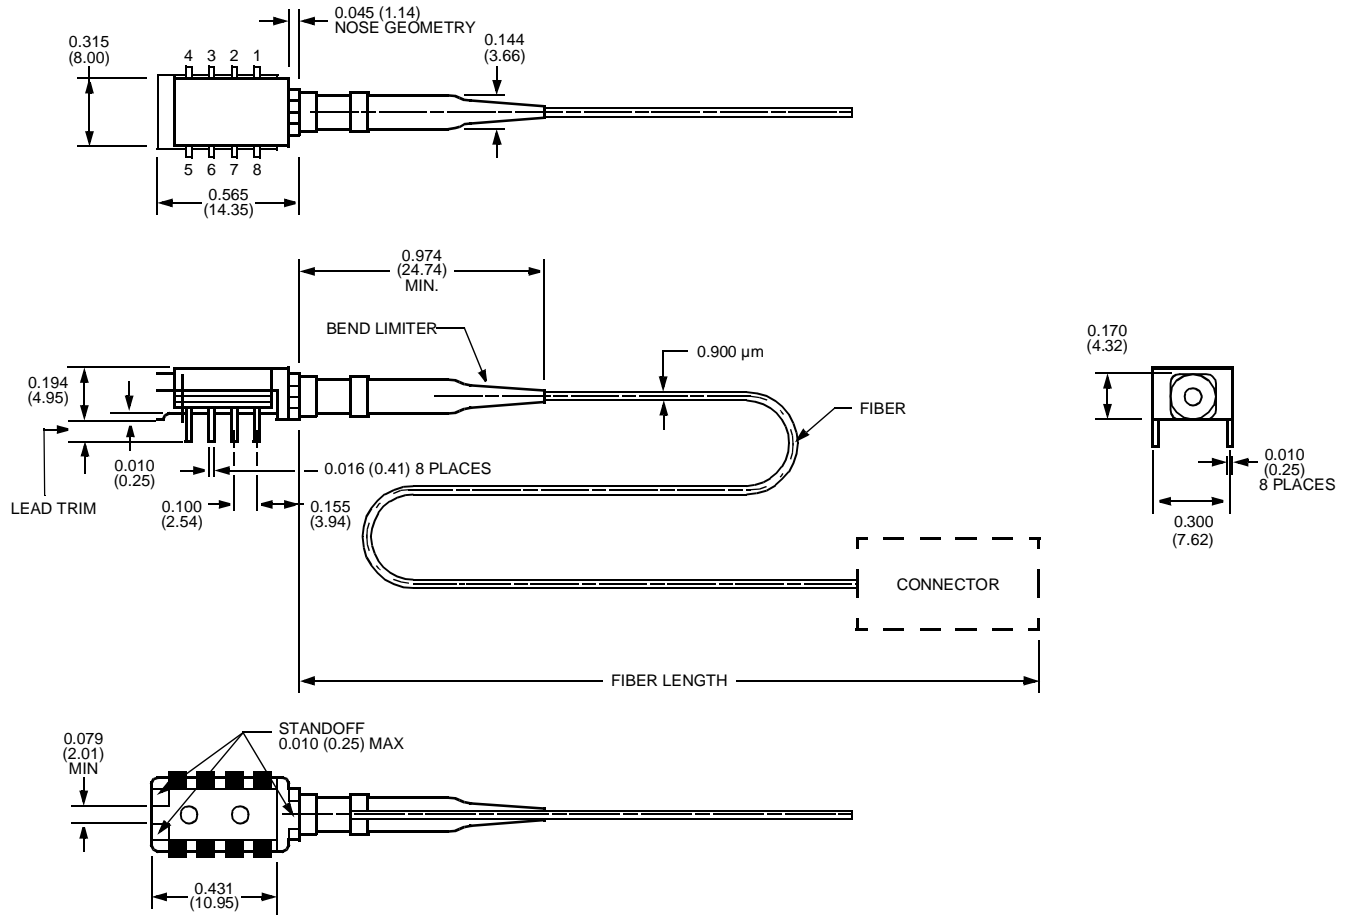 0.045 (1.14)
NOSE GEOMETRY
0.315
(8.00)
0.144
(3.66)
4 3 2 1
5 6 7 8
0.565
(14.35)
0.974
(24.74)
MIN.
BEND LIMITER
0.900 µm
0.170
(4.32)
0.194
(4.95)
FIBER
0.010
(0.25)
0.016 (0.41) 8 PLACES
0.010
(0.25)
8 PLACES
LEAD TRIM
0.100
(2.54)
0.155
(3.94)
0.300
(7.62)
CONNECTOR
FIBER LENGTH
STANDOFF
0.010 (0.25) MAX
0.079
(2.01)
MIN
0.431
(10.95)